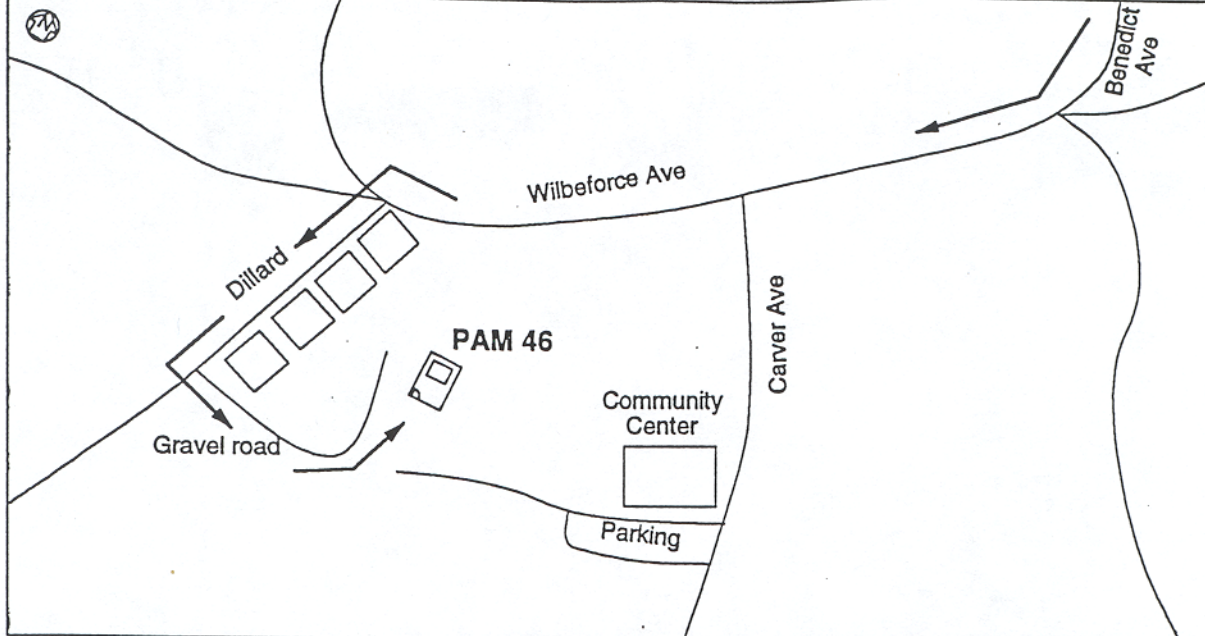 Benedict
Ave
Wilbeforce Ave
Dillard
PAM 46
Carver Ave
Community
Center
Gravel road
Parking